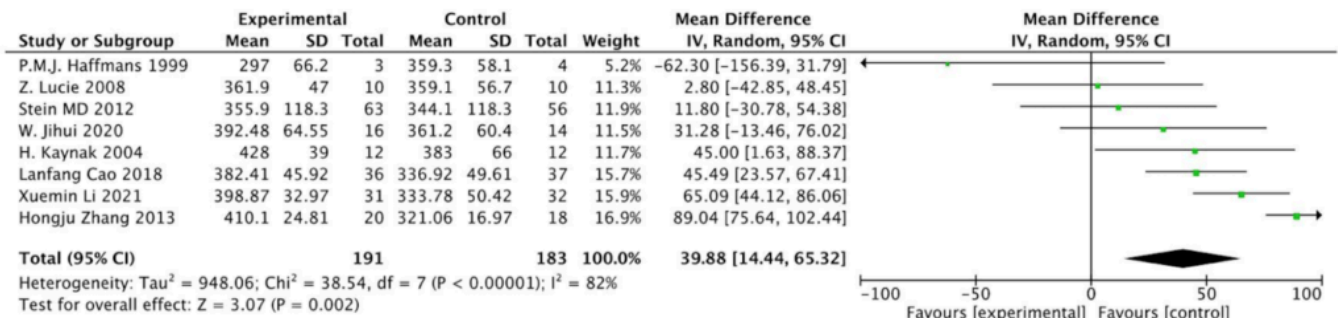 Experimental Control Mean Difference Mean Difference
Study or Subgroup Mean SD Total Mean SD Total Weight IV, Random, 95% CI IV, Random, 95% CI
P.M.J. Haffmans 1999 297 66.2 3 359.3 58.1 4 5.2% -62.30 [-156.39, 31.79]
Z. Lucie 2008 361.9 47 10 359.1 56.7 10 11.3% 2.80 [-42.85, 48.45]
Stein MD 2012 355.9 118.3 63 344.1 118.3 56 11.9% 11.80 [-30.78, 54.38]
W. Jihui 2020 392.48 64.55 16 361.2 60.4 14 11.5% 31.28 [-13.46, 76.02]
H. Kaynak 2004 428 39 12 383 66 12 11.7% 45.00 [1.63, 88.37]
Lanfang Cao 2018 382.41 45.92 36 336.92 49.61 37 15.7% 45.49 [23.57, 67.41]
Xuemin Li 2021 398.87 32.97 31 333.78 50.42 32 15.9% 65.09 [44.12, 86.06]
Hongju Zhang 2013 410.1 24.81 20 321.06 16.97 18 16.9% 89.04 [75.64, 102.44]
Total (95% CI) 191 183 100.0% 39.88 [14.44, 65.32]
Heterogeneity: Tau² = 948.06; Chi² = 38.54, df = 7 (P < 0.00001); I² = 82%
Test for overall effect: Z = 3.07 (P = 0.002)
-100 -50 0 50 100
Favours [experimental] Favours [control]